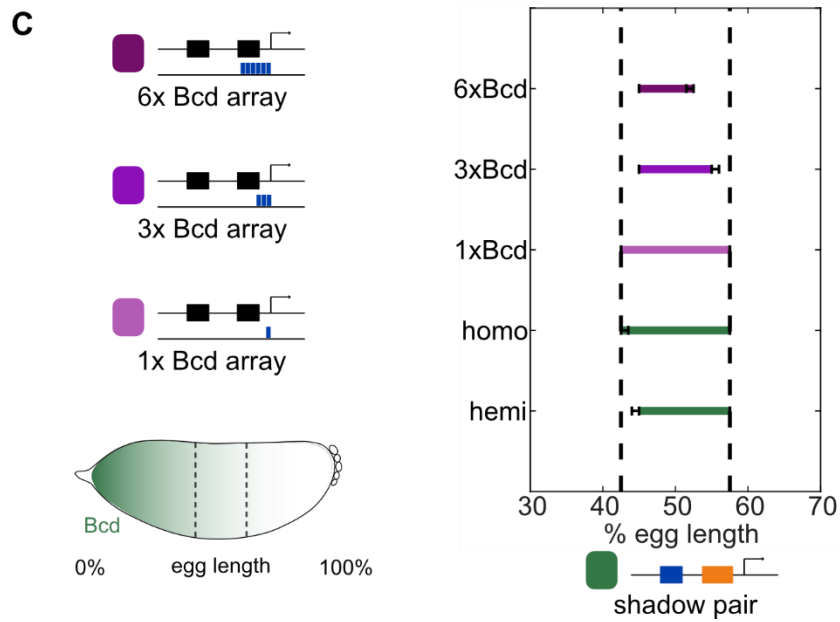 C
6x Bcd array
3x Bcd array
1x Bcd array
Bcd
0% egg length 100%
6xBcd
3xBcd
1xBcd
homo
hemi
30 40 50 60 70
% egg length
shadow pair